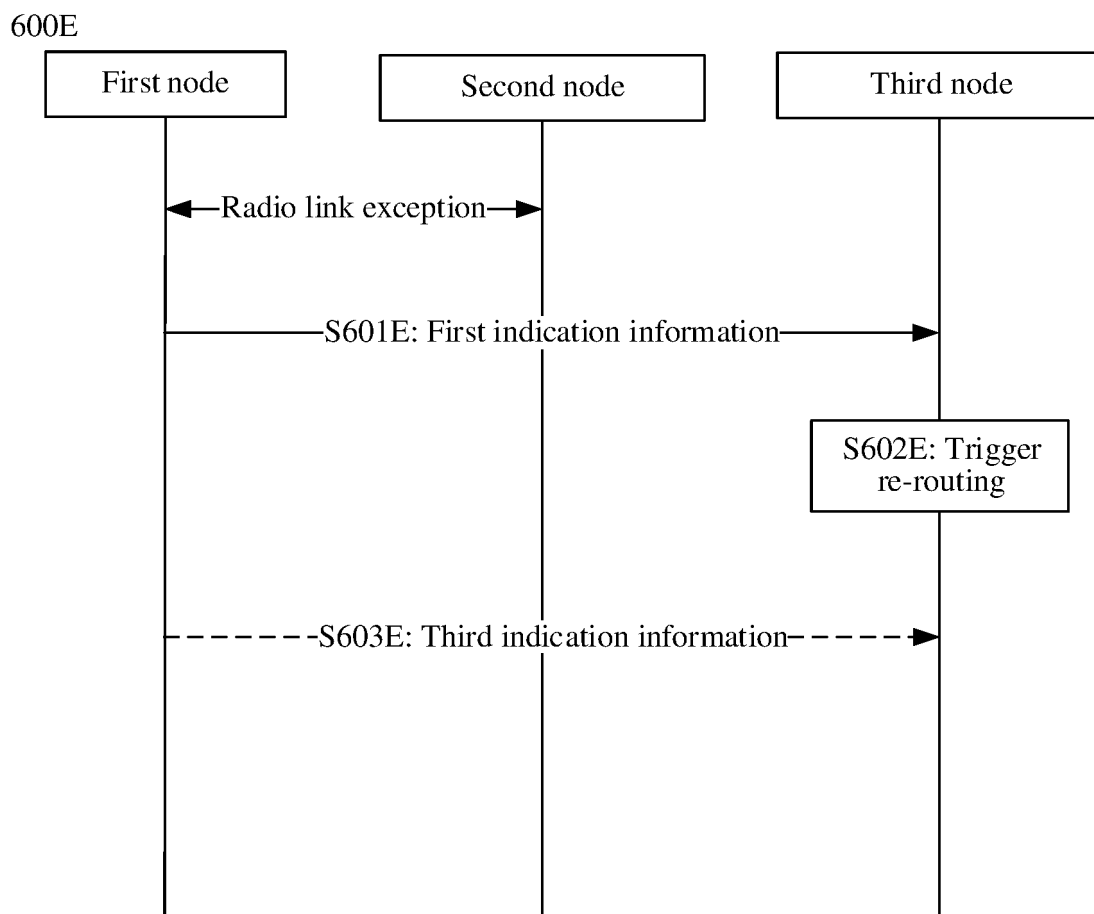 600E
First node
Second node
Third node
Radio link exception
S601E: First indication information
S602E: Trigger
re-routing
S603E: Third indication information